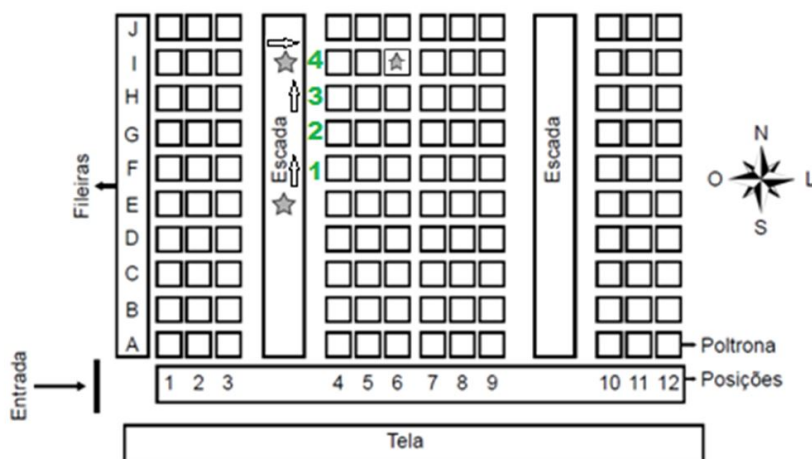 Fileiras
J
I
H
G
F
E
D
C
B
A
Escada
4
3
2
1
Escada
N
O
L
S
Poltrona
Entrada
1 2 3 4 5 6 7 8 9 10 11 12
Posições
Tela